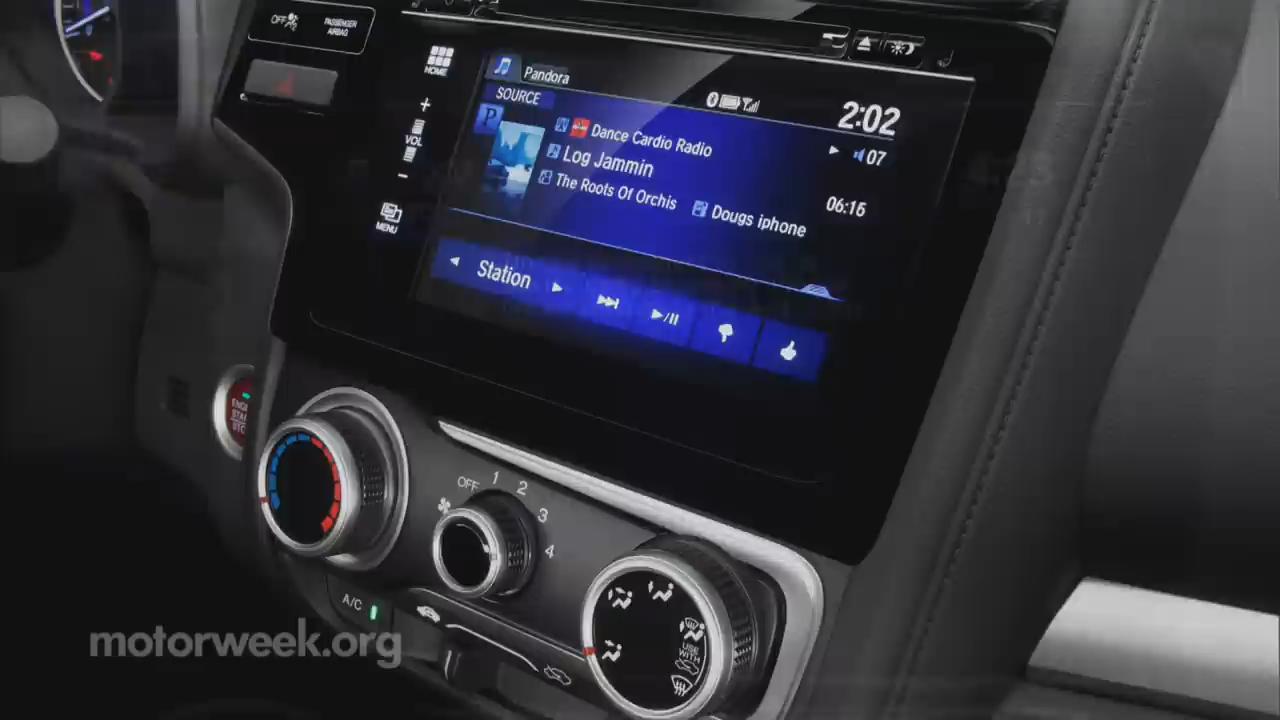 OFF
PASSENGER
AIRBAG
HOME
+
VOL
-
MENU
Pandora
SOURCE
2:02
07
P
Dance Cardio Radio
Log Jammin
The Roots Of Orchis
Dougs iphone
06:15
Station
OFF 1 2 3 4
A/C
USE
WITH
motorweek.org